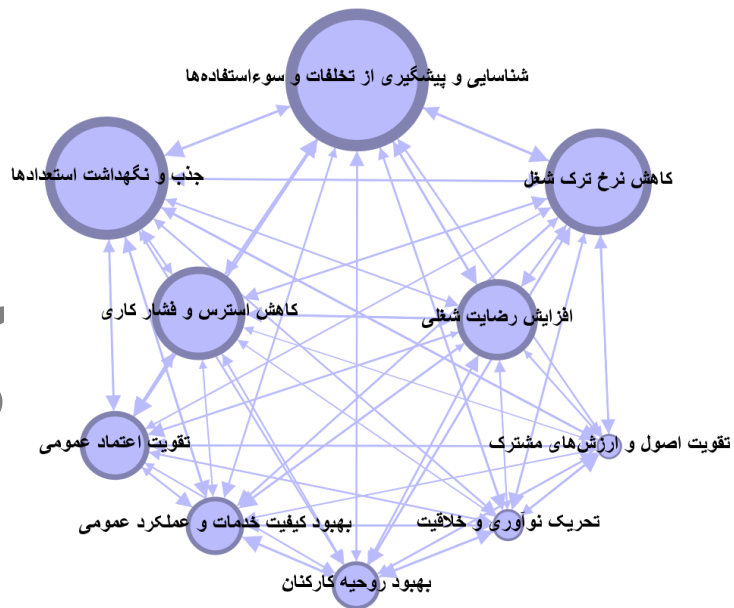 شناسایی و پیشگیری از تخلفات و سوءاستفاده‌ها
جذب و نگهداشت استعدادها
کاهش نرخ ترک شغل
کاهش استرس و فشار کاری
افزایش رضایت شغلی
تقویت اعتماد عمومی
تقویت اصول و ارزش‌های مشترک
بهبود کیفیت خدمات و عملکرد عمومی
تحریک نوآوری و خلاقیت
بهبود روحیه کارکنان